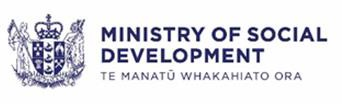 MINISTRY OF SOCIAL
DEVELOPMENT
TE MANATŪ WHAKAHIATO ORA